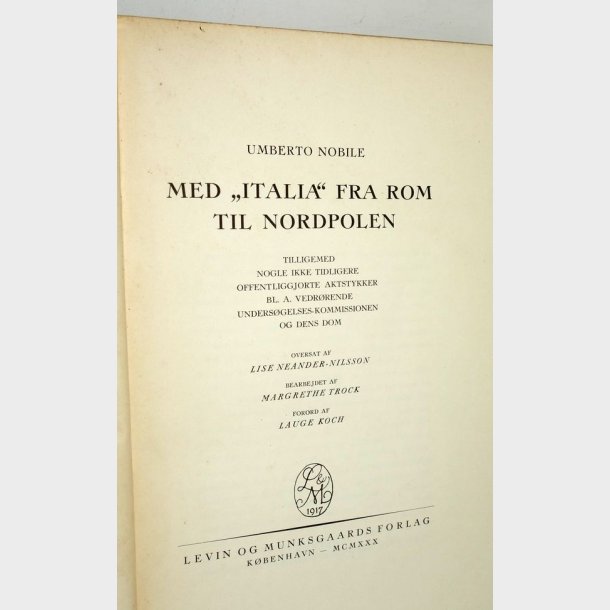 UMBERTO NOBILE
MED „ITALIA“ FRA ROM
TIL NORDPOLEN
TILLIGEMED
NOGLE IKKE TIDLIGERE
OFFENTLIGGJORTE AKTSTYKKER
BL. A. VEDRØRENDE
UNDERSØGELSES-KOMMISSIONEN
OG DENS DOM
OVERSAT AF
LISE NEANDER-NILSSON
BEARBEJDET AF
MARGRETHE TROCK
FORORD AF
LAUGE KOCH
L & M
1917
LEVIN OG MUNKSGAARDS FORLAG
KØBENHAVN — MCMXXX